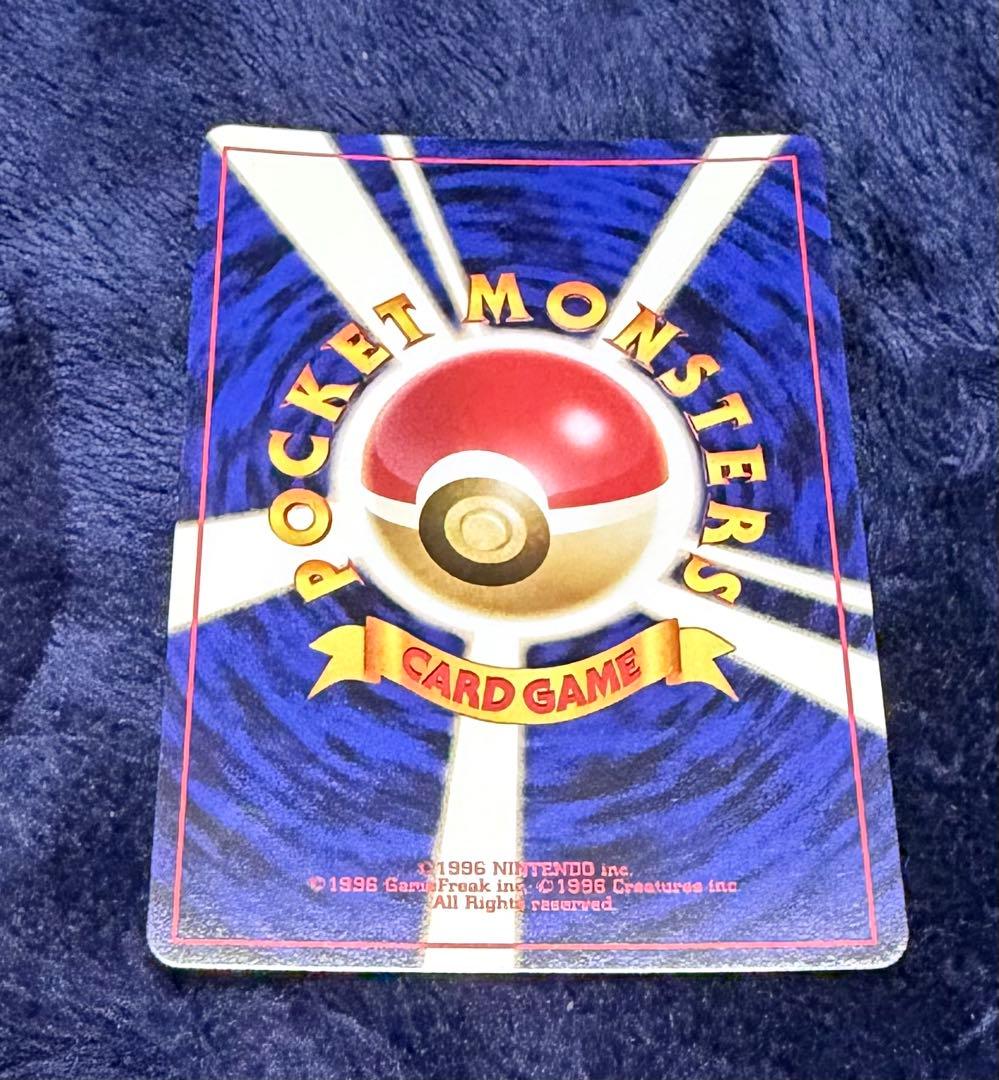 POCKET MONSTERS
CARD GAME
©1996 NINTENDO inc.
©1996 GameFreak inc. ©1996 Creatures inc.
All Rights reserved.